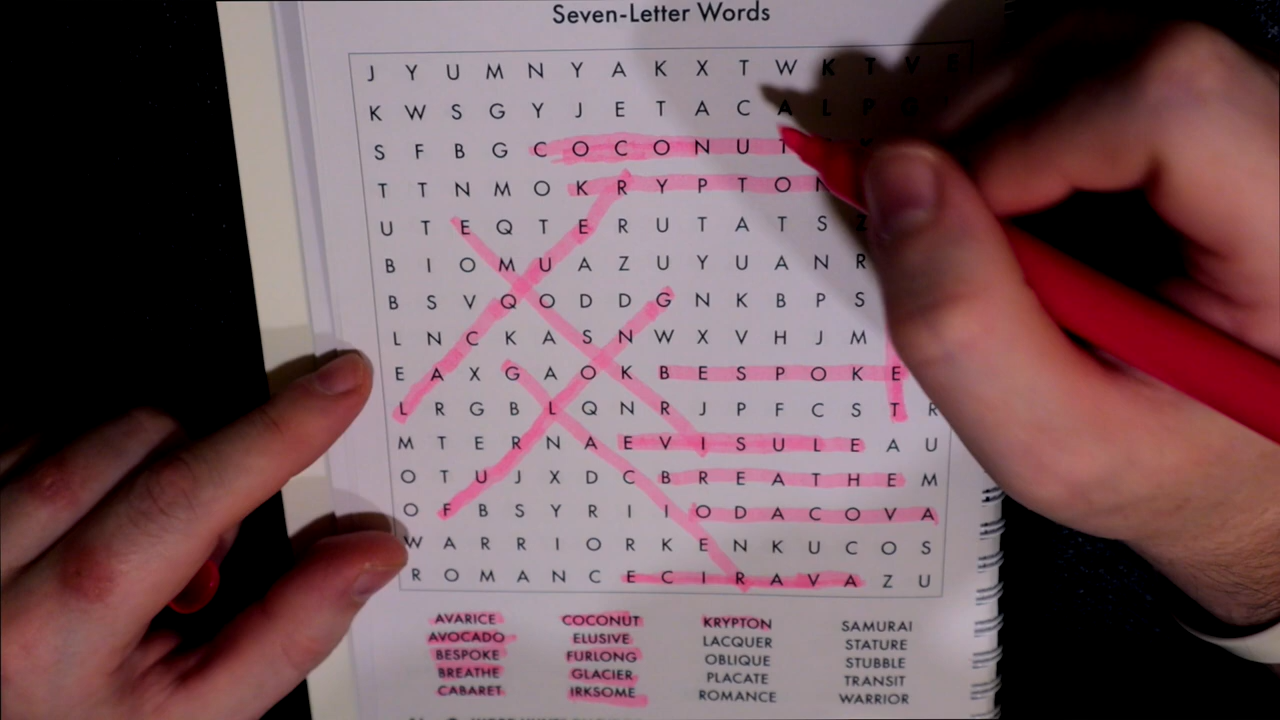 Seven-Letter Words
J Y U M N Y A K X T W K T V E
K W S G Y J E T A C A L P
S F B G C O C O N U T
T T N M O K R Y P T O N
U T E Q T E R U T A T S Z
B I O M U A Z U Y U A N R
B S V Q O D D G N K B P S
L N C K A S N W X V H J M
E A X G A O K B E S P O K E
L R G B L Q N R J P F C S T R
M T E R N A E V I S U L E A U
O T U J X D C B R E A T H E M
O F B S Y R I I O D A C O V A
W A R R I O R K E N K U C O S
R O M A N C E C I R A V A Z U
AVARICE COCONUT KRYPTON SAMURAI
AVOCADO ELUSIVE LACQUER STATURE
BESPOKE FURLONG OBLIQUE STUBBLE
BREATHE GLACIER PLACATE TRANSIT
CABARET IRKSOME ROMANCE WARRIOR